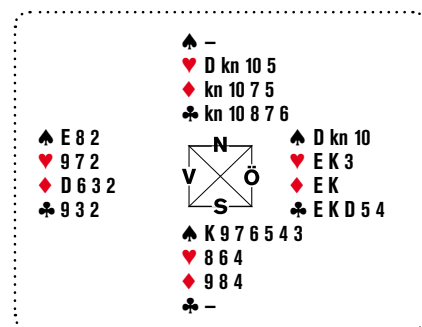 ♠ –
♥ D kn 10 5
♦ kn 10 7 5
♣ kn 10 8 7 6
♠ E 8 2
♥ 9 7 2
♦ D 6 3 2
♣ 9 3 2
N
V Ö
S
♠ D kn 10
♥ E K 3
♦ E K
♣ E K D 5 4
♠ K 9 7 6 5 4 3
♥ 8 6 4
♦ 9 8 4
♣ –